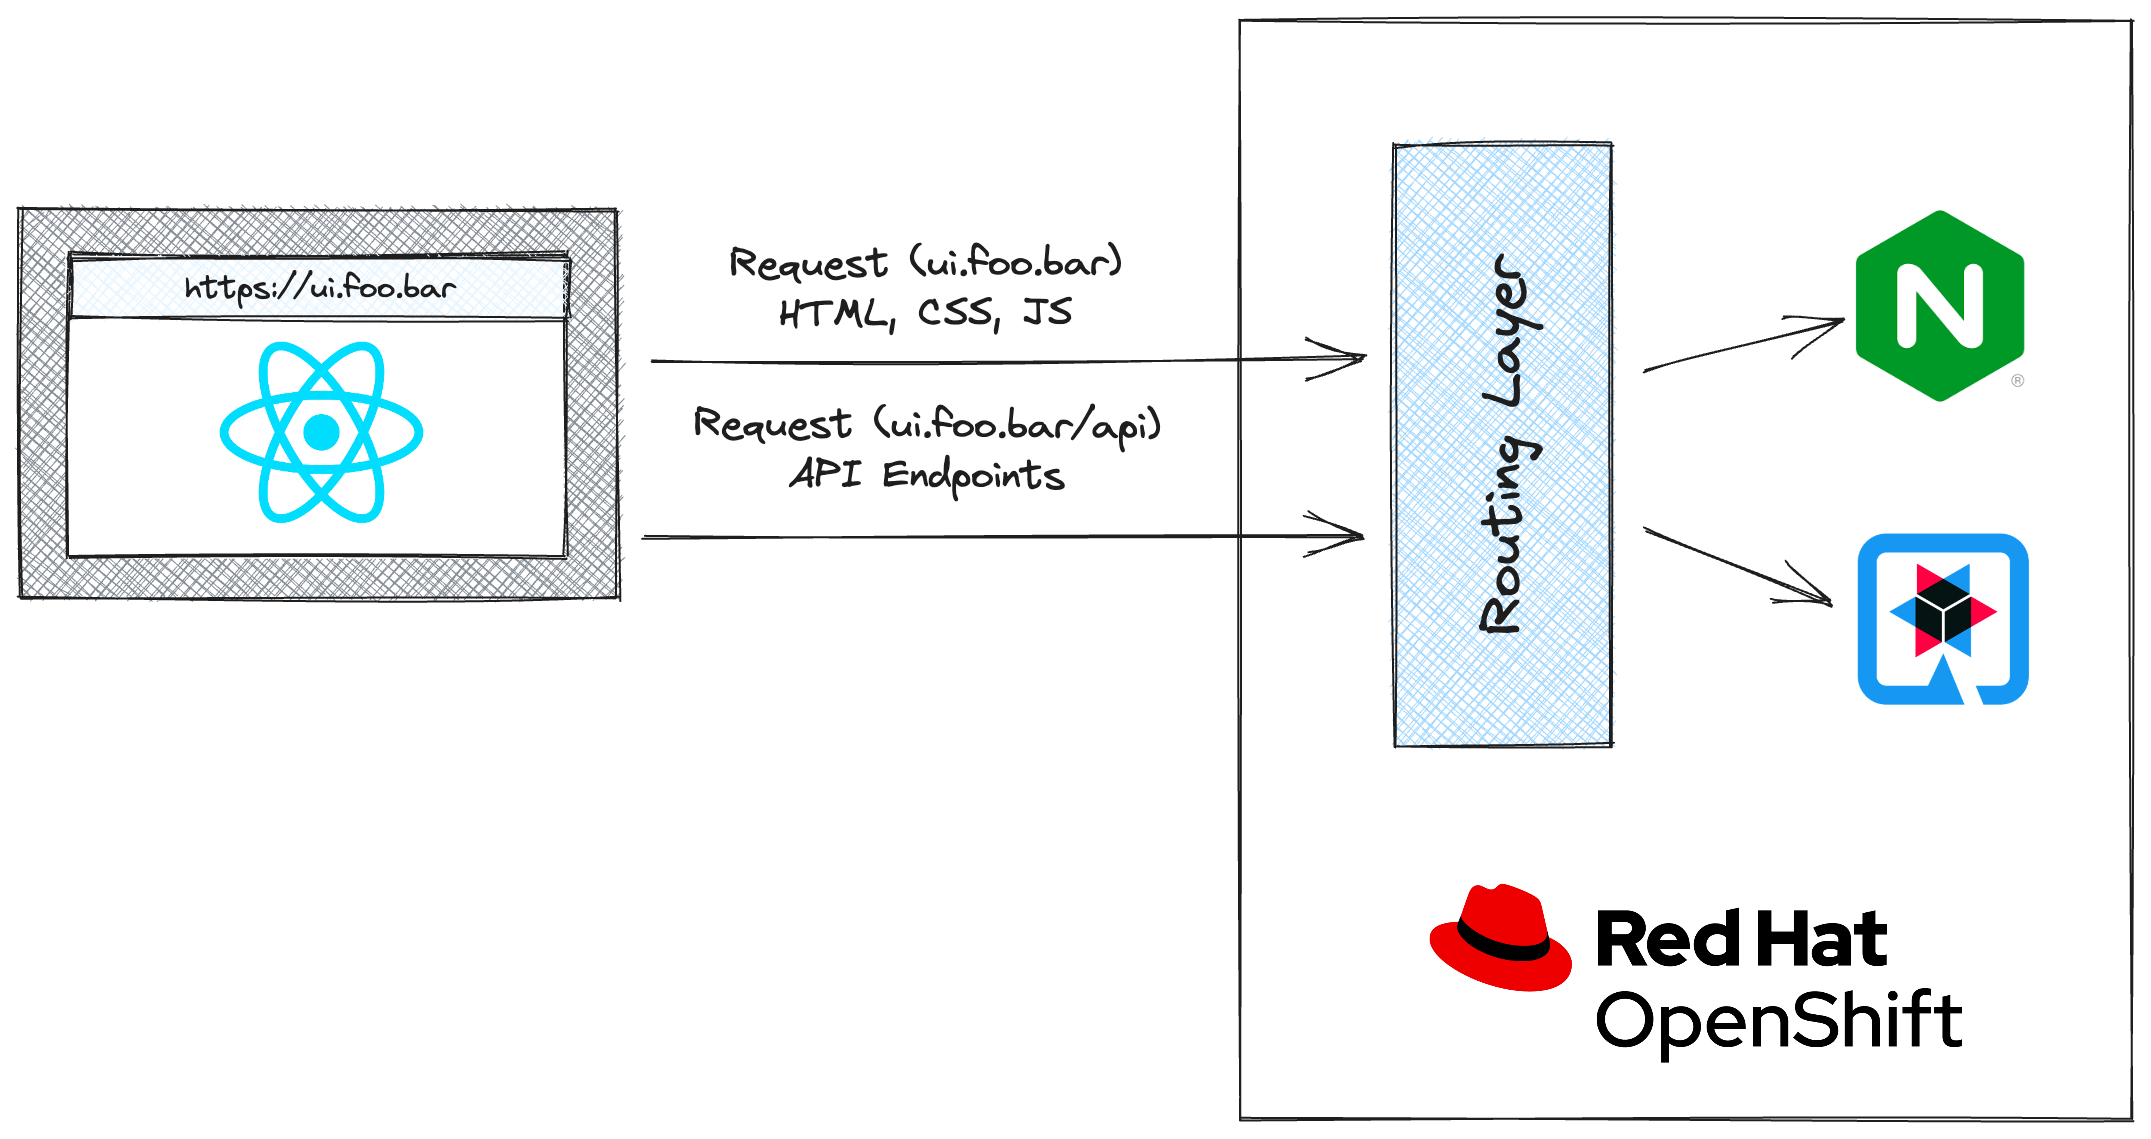 https://ui.foo.bar
Request (ui.foo.bar)
HTML, CSS, JS
Request (ui.foo.bar/api)
API Endpoints
Routing Layer
N
®
Red Hat
OpenShift